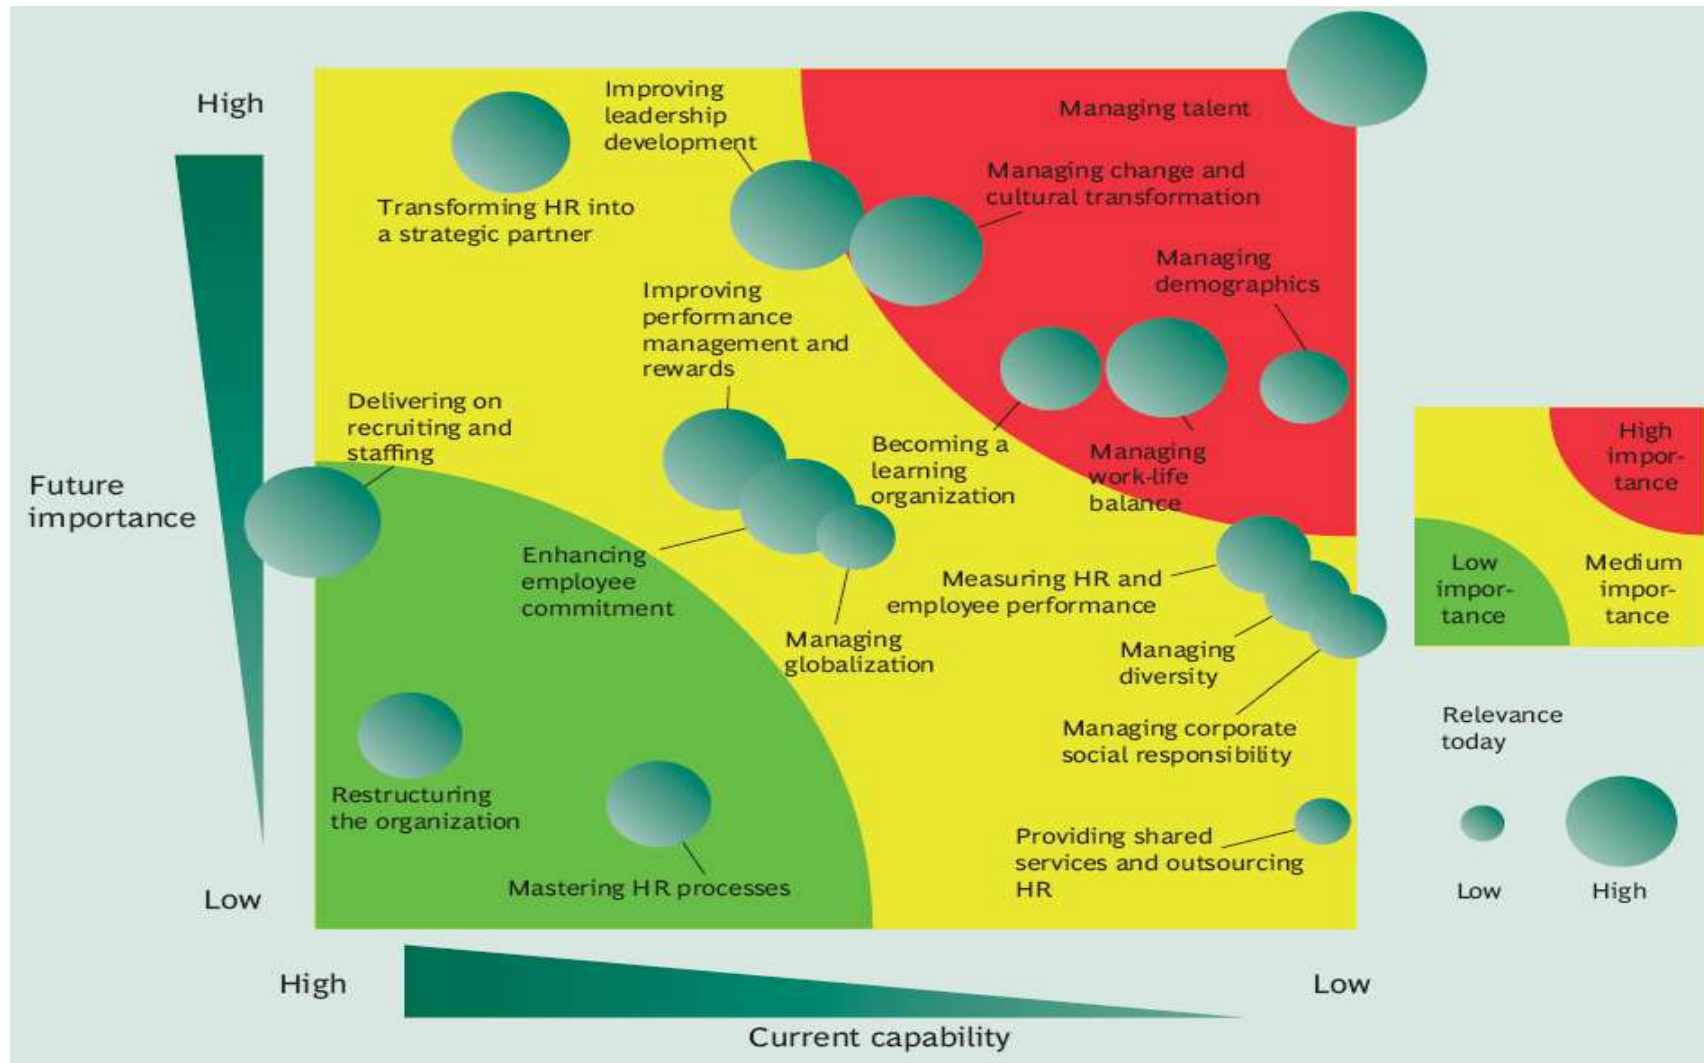 High
Improving
leadership
development
Managing talent
Transforming HR into
a strategic partner
Managing change and
cultural transformation
Managing
demographics
Improving
performance
management and
rewards
Delivering on
recruiting and
staffing
Becoming a
learning
organization
Managing
work-life
balance
High
impor-
tance
Future
importance
Enhancing
employee
commitment
Measuring HR and
employee performance
Low
impor-
tance
Medium
impor-
tance
Managing
globalization
Managing
diversity
Managing corporate
social responsibility
Relevance
today
Restructuring
the organization
Mastering HR processes
Providing shared
services and outsourcing
HR
Low
High
Low
High
Low
Current capability